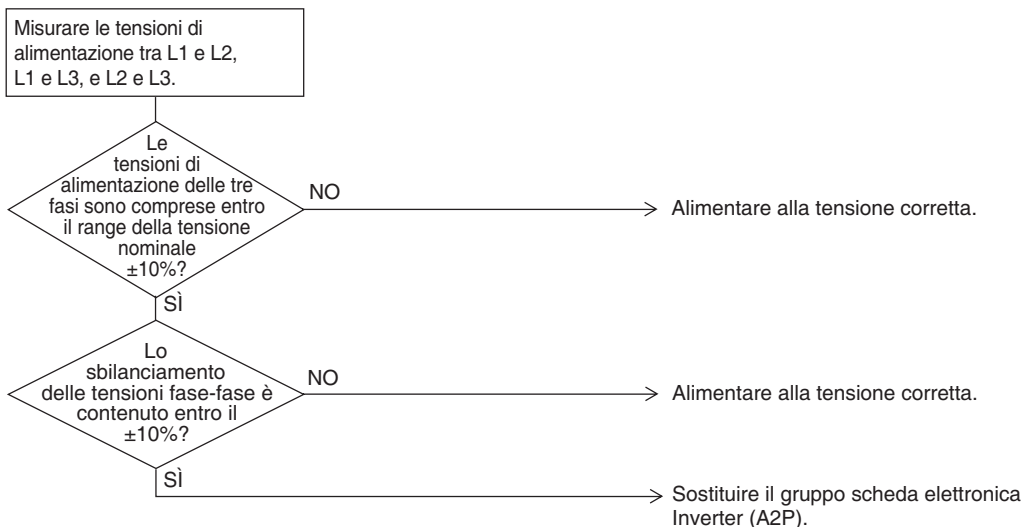 Misurare le tensioni di
alimentazione tra L1 e L2,
L1 e L3, e L2 e L3.
Le
tensioni di
alimentazione delle tre
fasi sono comprese entro
il range della tensione
nominale
±10%?
NO
Alimentare alla tensione corretta.
SÌ
Lo
sbilanciamento
delle tensioni fase-fase è
contenuto entro il
±10%?
NO
Alimentare alla tensione corretta.
SÌ
Sostituire il gruppo scheda elettronica
Inverter (A2P).